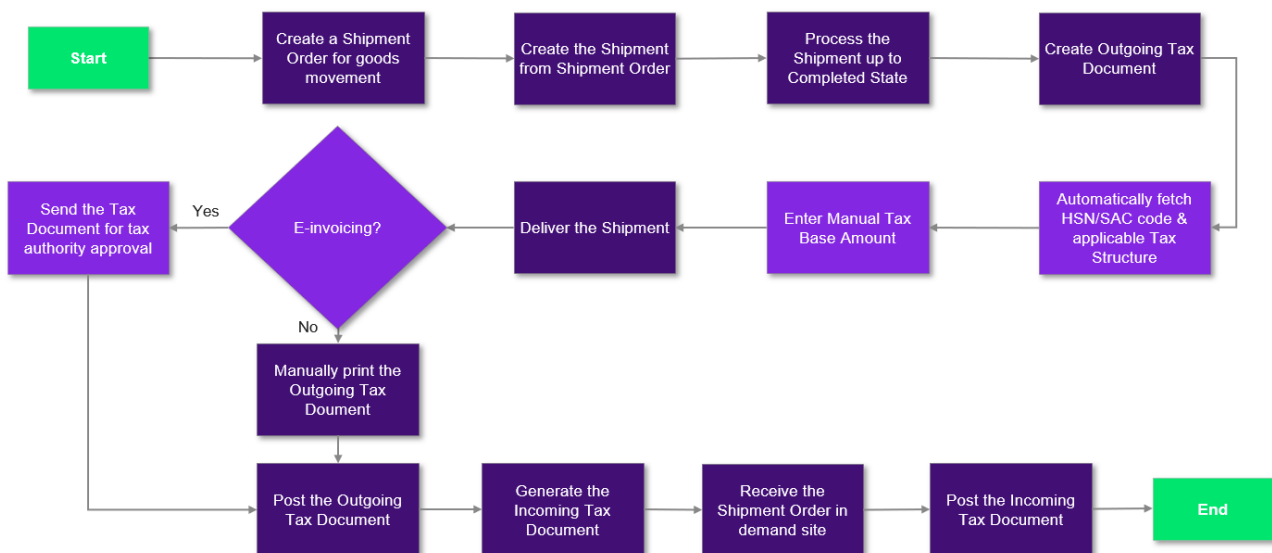 Start
Create a Shipment
Order for goods
movement
Create the Shipment
from Shipment Order
Process the
Shipment up to
Completed State
Create Outgoing Tax
Document
Automatically fetch
HSN/SAC code &
applicable Tax
Structure
Enter Manual Tax
Base Amount
Deliver the Shipment
E-invoicing?
Yes
Send the Tax
Document for tax
authority approval
No
Manually print the
Outgoing Tax
Doument
Post the Outgoing
Tax Document
Generate the
Incoming Tax
Document
Receive the
Shipment Order in
demand site
Post the Incoming
Tax Document
End